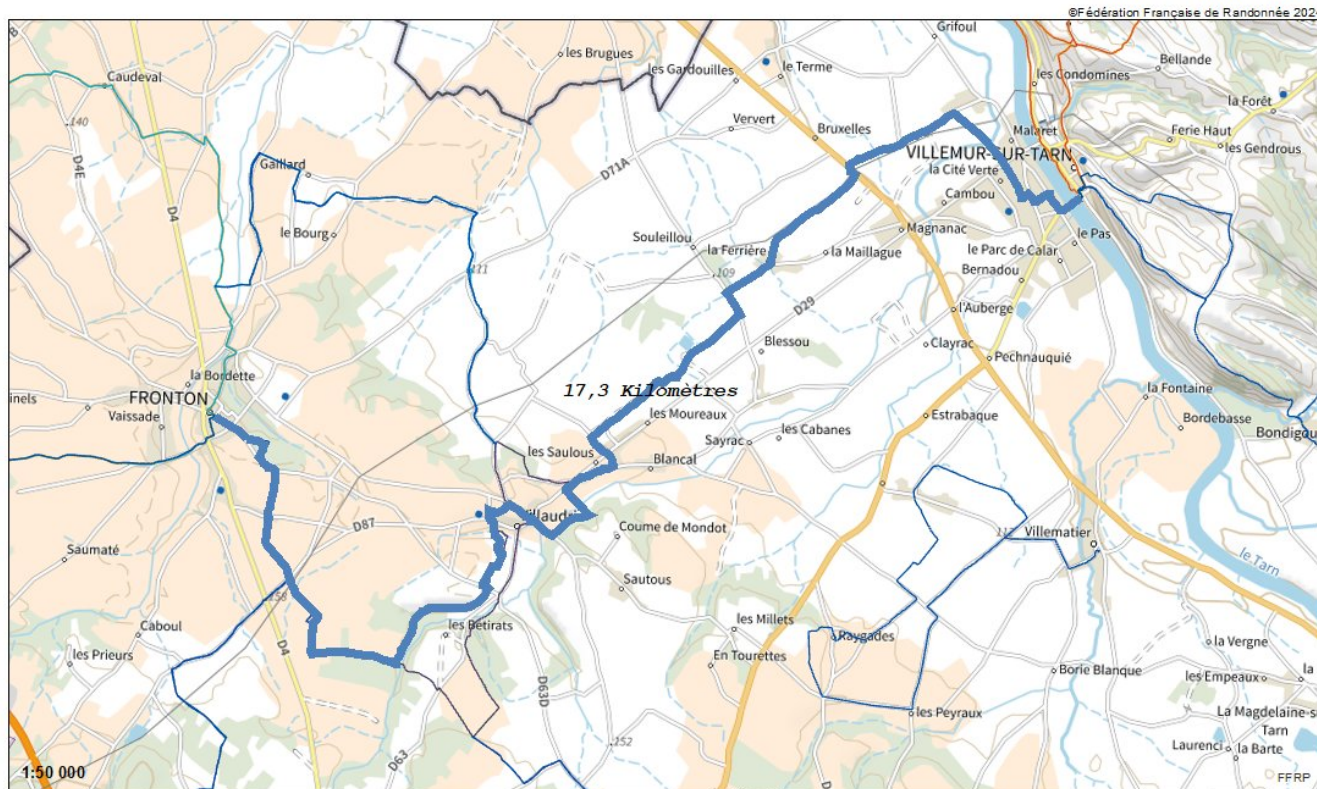 ©Fédération Française de Randonnée 202
Grifoul
les Brugues
Bellande
les Gardouilles
le Terme
les Condomines
Caudeval
la Forêt
140
D4E
Ververt
Bruxelles
Malaret
Ferie Haut
les Gendrous
VILLEMUR-SUR-TARN
Gaillard
D71A
la Cité Verte
Cambou
D4
le Bourg
Souleillou
la Ferrière
la Maillague
Magnanac
le Pas
le Parc de Calar
Bernadou
111
109
D29
l'Auberge
Blessou
Clayrac
Pechnauquié
la Bordette
FRONTON
17,3 Kilomètres
la Fontaine
inels
Vaissade
les Moureaux
Estrabaque
Bordebasse
Sayrac
les Cabanes
Bondigou
les Saulous
Blancal
D87
Coume de Mondot
Villematier
Saumaté
le Tarn
Sautous
158
les Bétirats
les Millets
Raygades
Caboul
la Vergne
les Prieurs
D4
En Tourettes
Borie Blanque
les Empeaux
la
D63D
les Peyraux
La Magdelaine-s
Tarn
152
Laurenci
la Barte
D63
1:50 000
FFRP